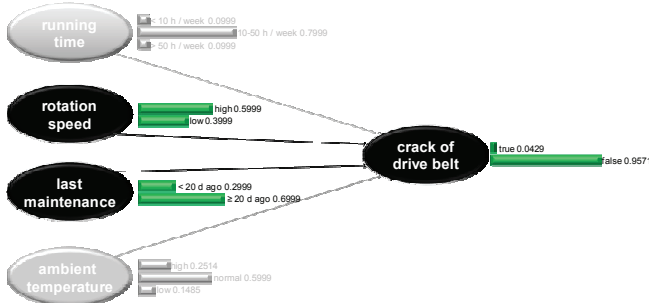 running
time
< 10 h / week 0.0999
10-50 h / week 0.7999
> 50 h / week 0.0999
rotation
speed
high 0.5999
low 0.3999
crack of
drive belt
true 0.0429
false 0.957
last
maintenance
< 20 d ago 0.2999
≥ 20 d ago 0.6999
ambient
temperature
high 0.2514
normal 0.5999
low 0.1485